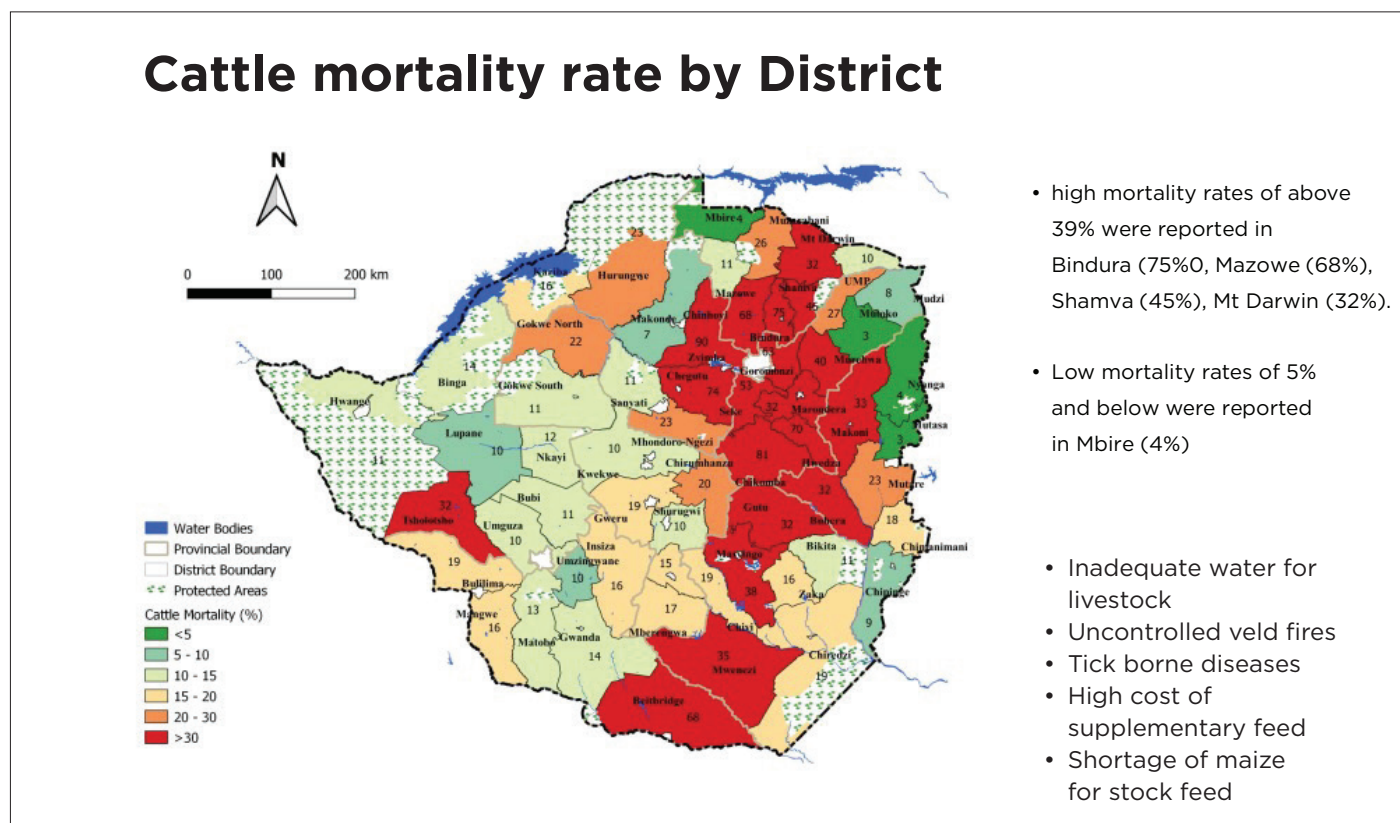 Cattle mortality rate by District
N
0 100 200 km
Mbire 4
Mt Darwin
23
26
32
11
10
Kariba
16
Hurungwe
Mazowe
Shamva
45
UMP
27
8
Mudzi
Makonde
7
Chinhoyi
68
75
Mutoko
3
Gokwe North
22
Bindura
63
90
Zvimba
Goromonzi
40
Murehwa
14
Binga
Gokwe South
11
Chegutu
74
53
Nyanga
4
Hwange
11
Sanyati
Seke
32
Marondera
33
Mutasa
3
Lupane
10
12
Nkayi
23
Mhondoro-Ngezi
70
Makoni
10
Kwekwe
Chirumhanzu
81
Hwedza
11
20
Chikomba
32
23
Mutare
32
Tsholotsho
Bubi
11
Gweru
19
Shurugwi
10
Gutu
32
Buhera
18
Chimanimani
Umguza
10
Insiza
Umzingwane
10
Masvingo
Bikita
11
19
Bulilima
16
15
19
38
16
Zaka
Chipinge
9
Mangwe
16
13
Matobo
Gwanda
14
17
Mberengwa
Chivi
35
Mwenezi
Chiredzi
19
Beitbridge
68
Water Bodies
Provincial Boundary
District Boundary
Protected Areas
Cattle Mortality (%)
<5
5 - 10
10 - 15
15 - 20
20 - 30
>30
• high mortality rates of above
39% were reported in
Bindura (75%0, Mazowe (68%),
Shamva (45%), Mt Darwin (32%).
• Low mortality rates of 5%
and below were reported
in Mbire (4%)
• Inadequate water for
livestock
• Uncontrolled veld fires
• Tick borne diseases
• High cost of
supplementary feed
• Shortage of maize
for stock feed